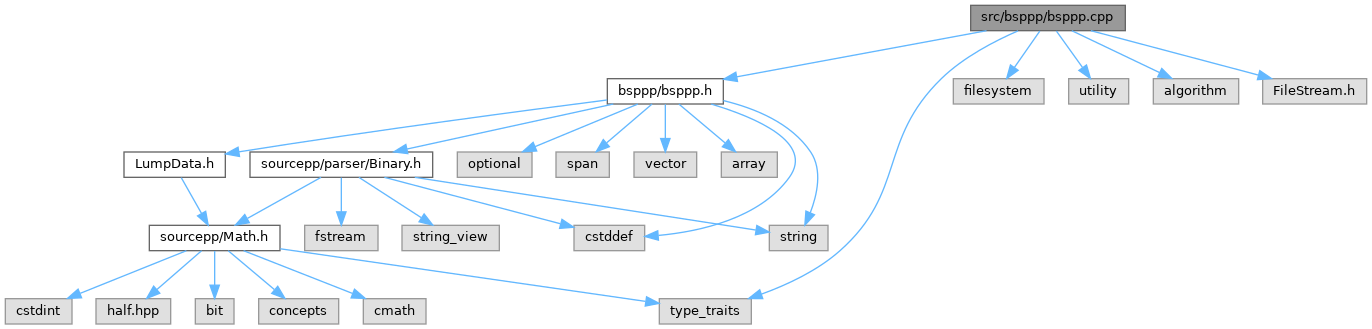 src/bsppp/bsppp.cpp
bsppp/bsppp.h
filesystem
utility
algorithm
FileStream.h
LumpData.h
sourcepp/parser/Binary.h
optional
span
vector
array
sourcepp/Math.h
fstream
string_view
cstddef
string
cstdint
half.hpp
bit
concepts
cmath
type_traits